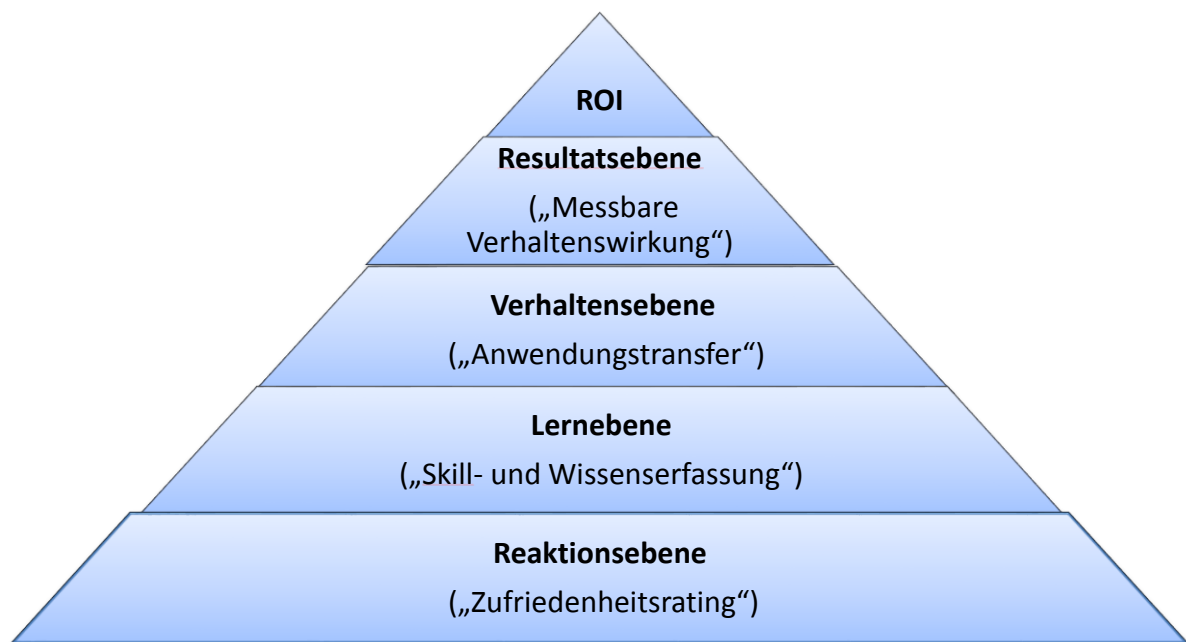 ROI
Resultatsebene
(„Messbare
Verhaltenswirkung“)
Verhaltensebene
(„Anwendungstransfer“)
Lernebene
(„Skill- und Wissenserfassung“)
Reaktionsebene
(„Zufriedenheitsrating“)